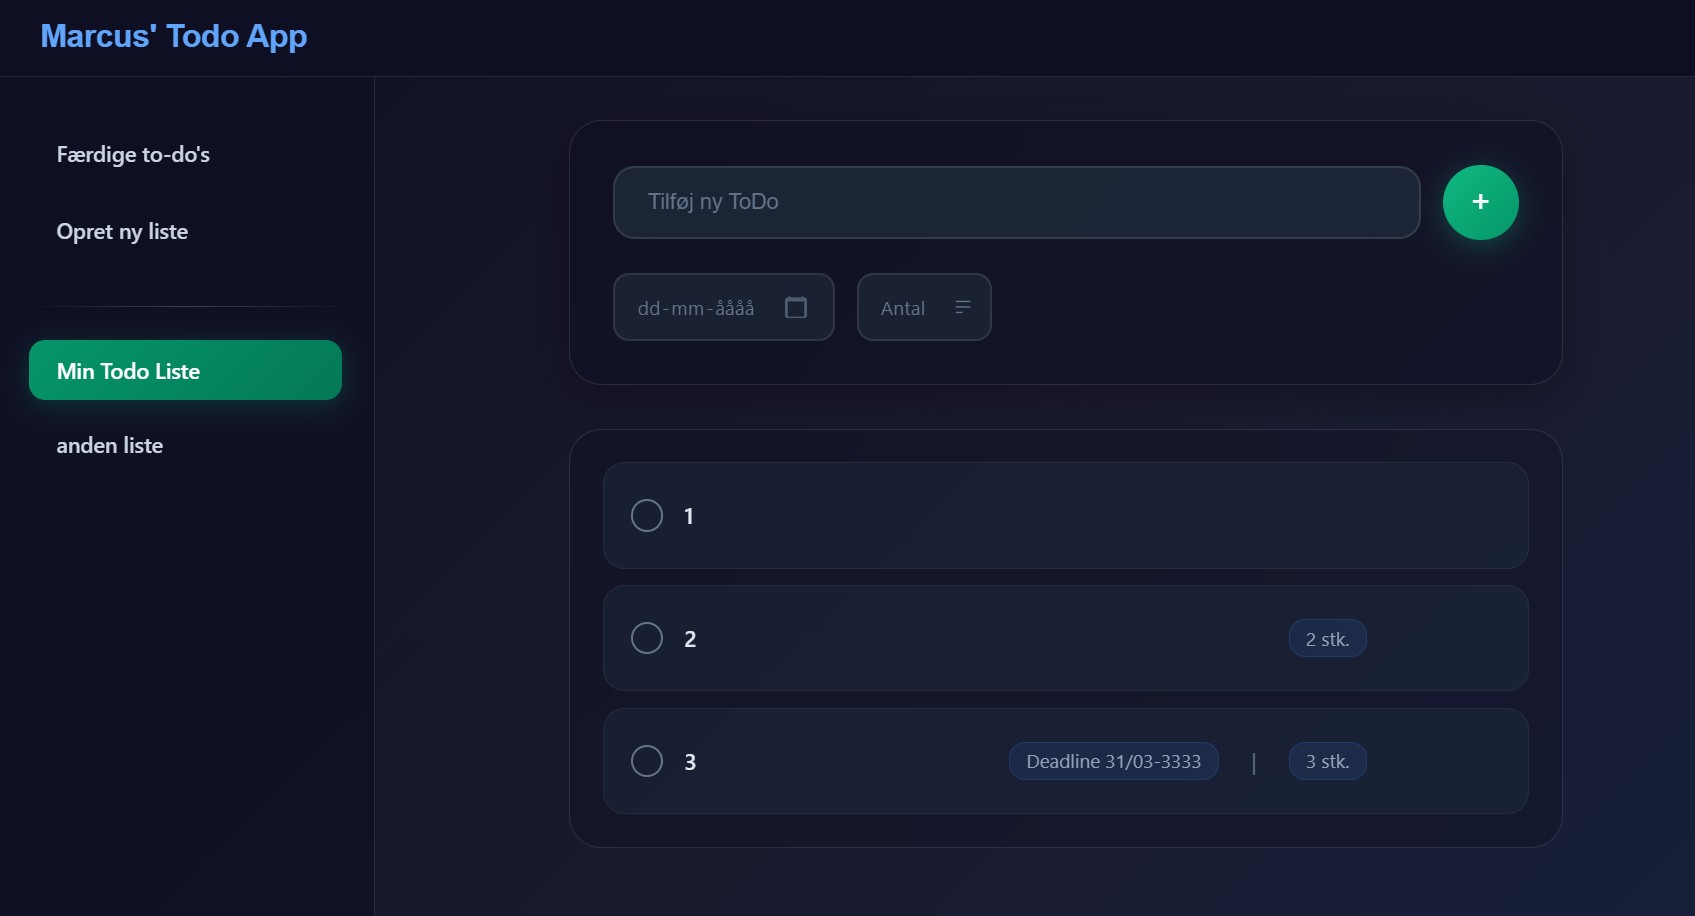 Marcus' Todo App
Færdige to-do's
Opret ny liste
Min Todo Liste
anden liste
Tilføj ny ToDo
+
dd-mm-åååå
Antal
1
2
2 stk.
3
Deadline 31/03-3333 | 3 stk.